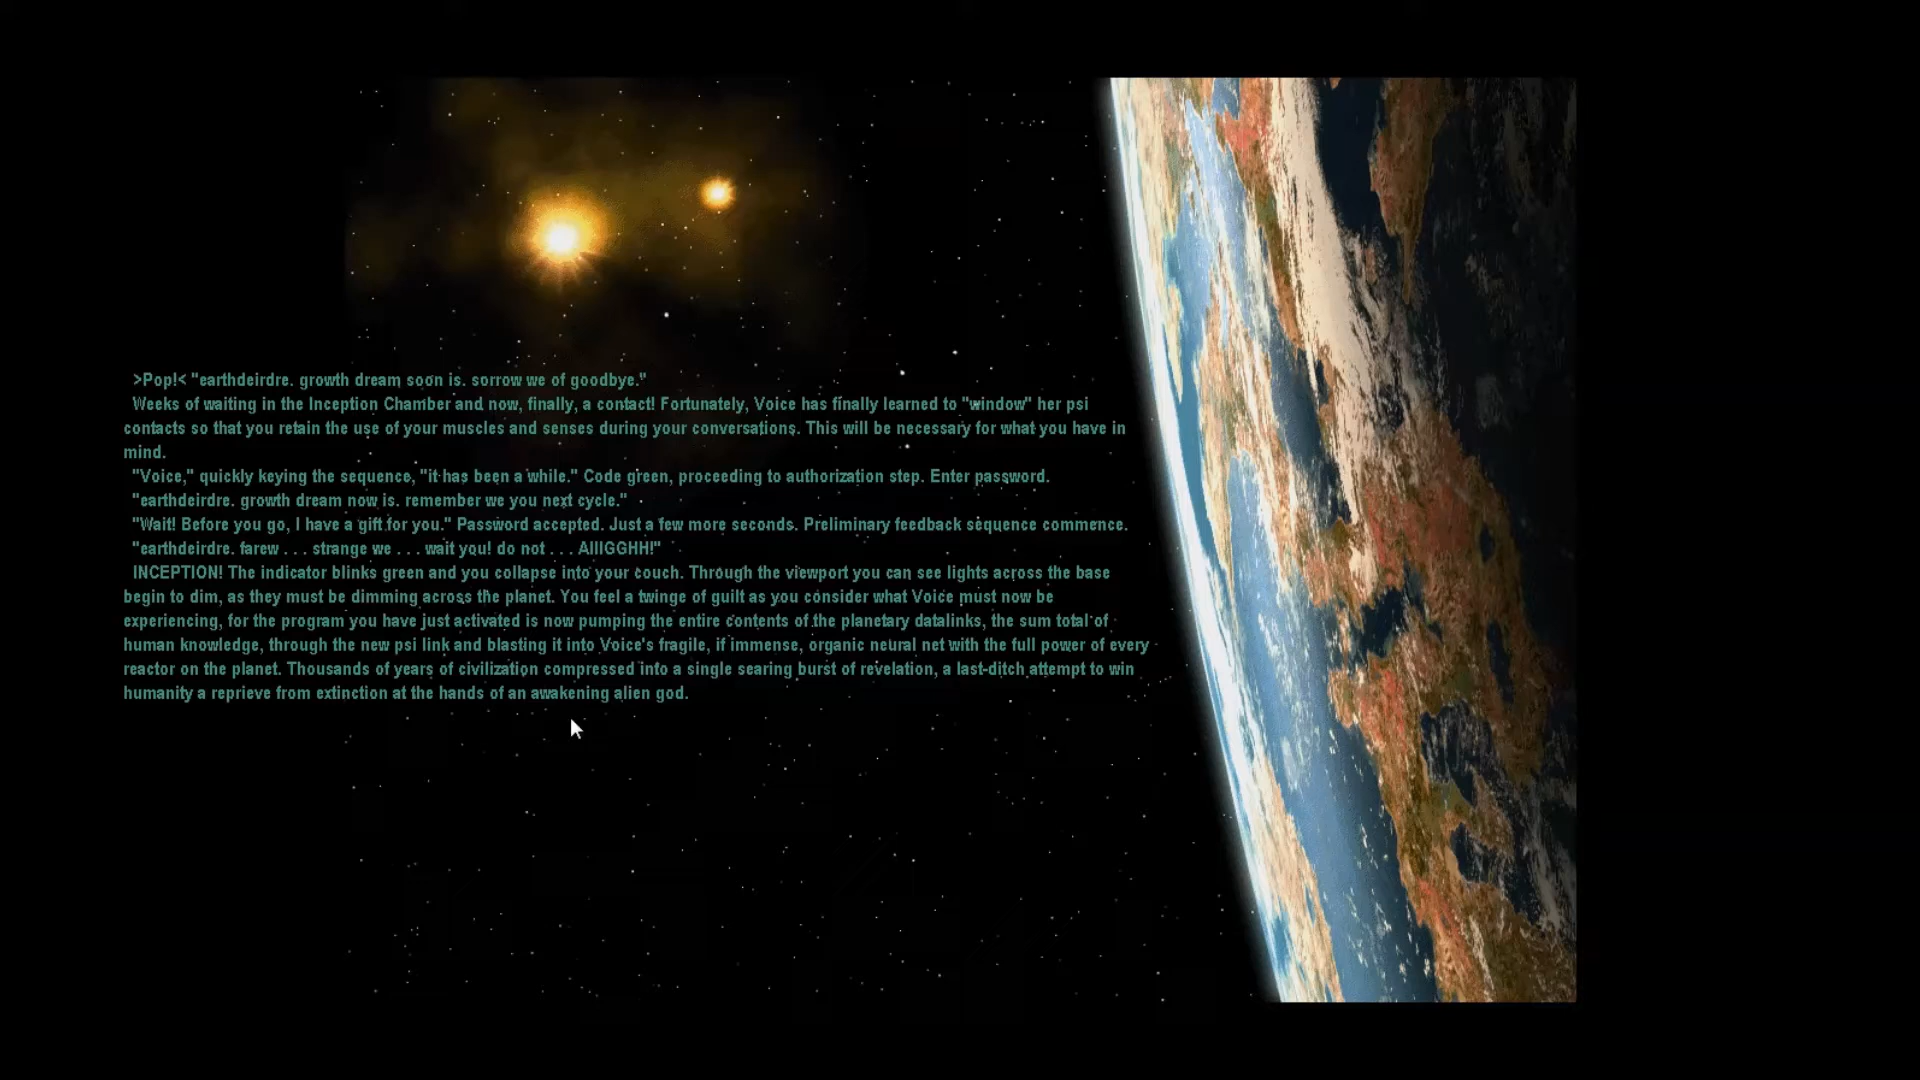 >Pop!< "earthdeirdre. growth dream soon is. sorrow we of goodbye."
Weeks of waiting in the Inception Chamber and now, finally, a contact! Fortunately, Voice has finally learned to "window" her psi
contacts so that you retain the use of your muscles and senses during your conversations. This will be necessary for what you have in
mind.
"Voice," quickly keying the sequence, "it has been a while." Code green, proceeding to authorization step. Enter password.
"earthdeirdre. growth dream now is. remember we you next cycle."
"Wait! Before you go, I have a gift for you." Password accepted. Just a few more seconds. Preliminary feedback sequence commence.
"earthdeirdre. farew . . . strange we . . . wait you! do not . . . AIIIGGHH!"
INCEPTION! The indicator blinks green and you collapse into your couch. Through the viewport you can see lights across the base
begin to dim, as they must be dimming across the planet. You feel a twinge of guilt as you consider what Voice must now be
experiencing, for the program you have just activated is now pumping the entire contents of the planetary datalinks, the sum total of
human knowledge, through the new psi link and blasting it into Voice's fragile, if immense, organic neural net with the full power of every
reactor on the planet. Thousands of years of civilization compressed into a single searing burst of revelation, a last-ditch attempt to win
humanity a reprieve from extinction at the hands of an awakening alien god.